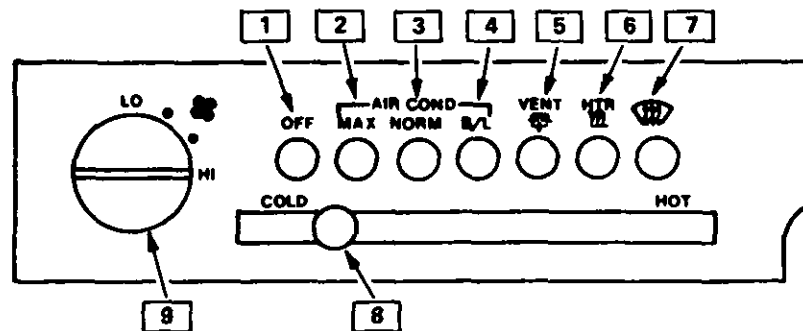 1 2 3 4 5 6 7
LO AIR COND VENT HTR
OFF MAX NORM B/L
HI
COLD HOT
9 8